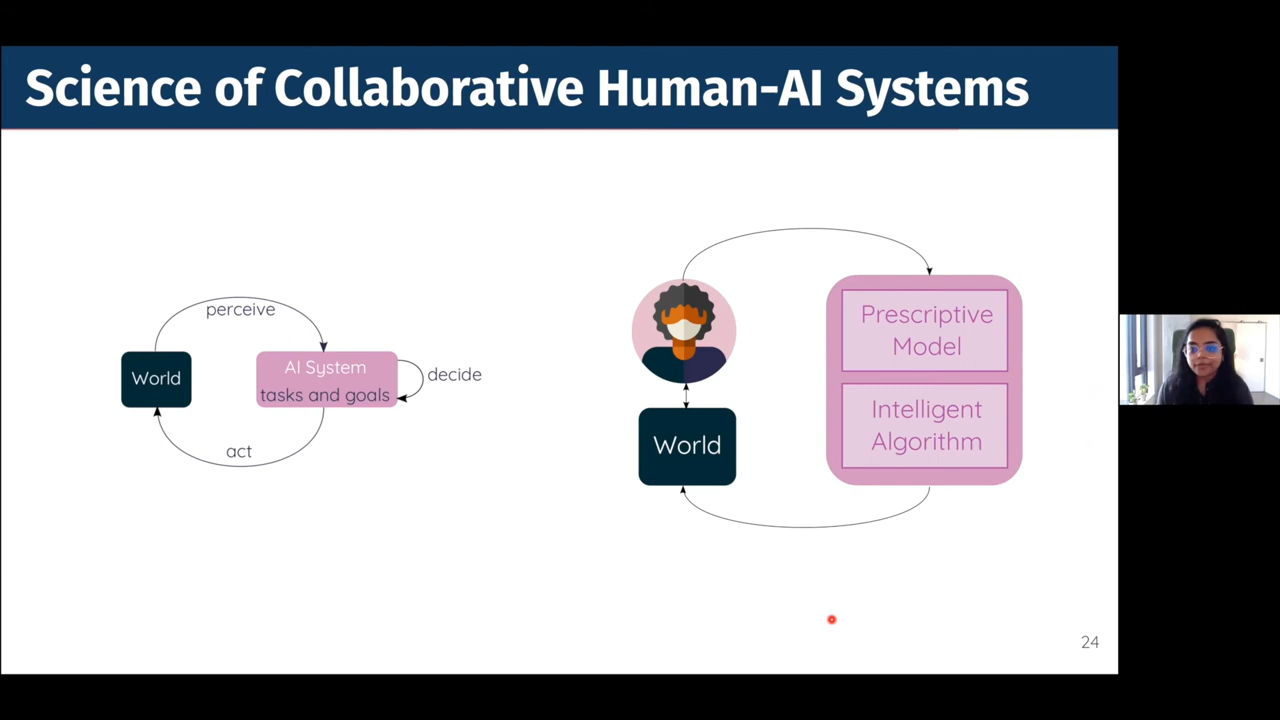 Science of Collaborative Human-AI Systems
perceive
World
AI System
tasks and goals
decide
act
World
Prescriptive
Model
Intelligent
Algorithm
24